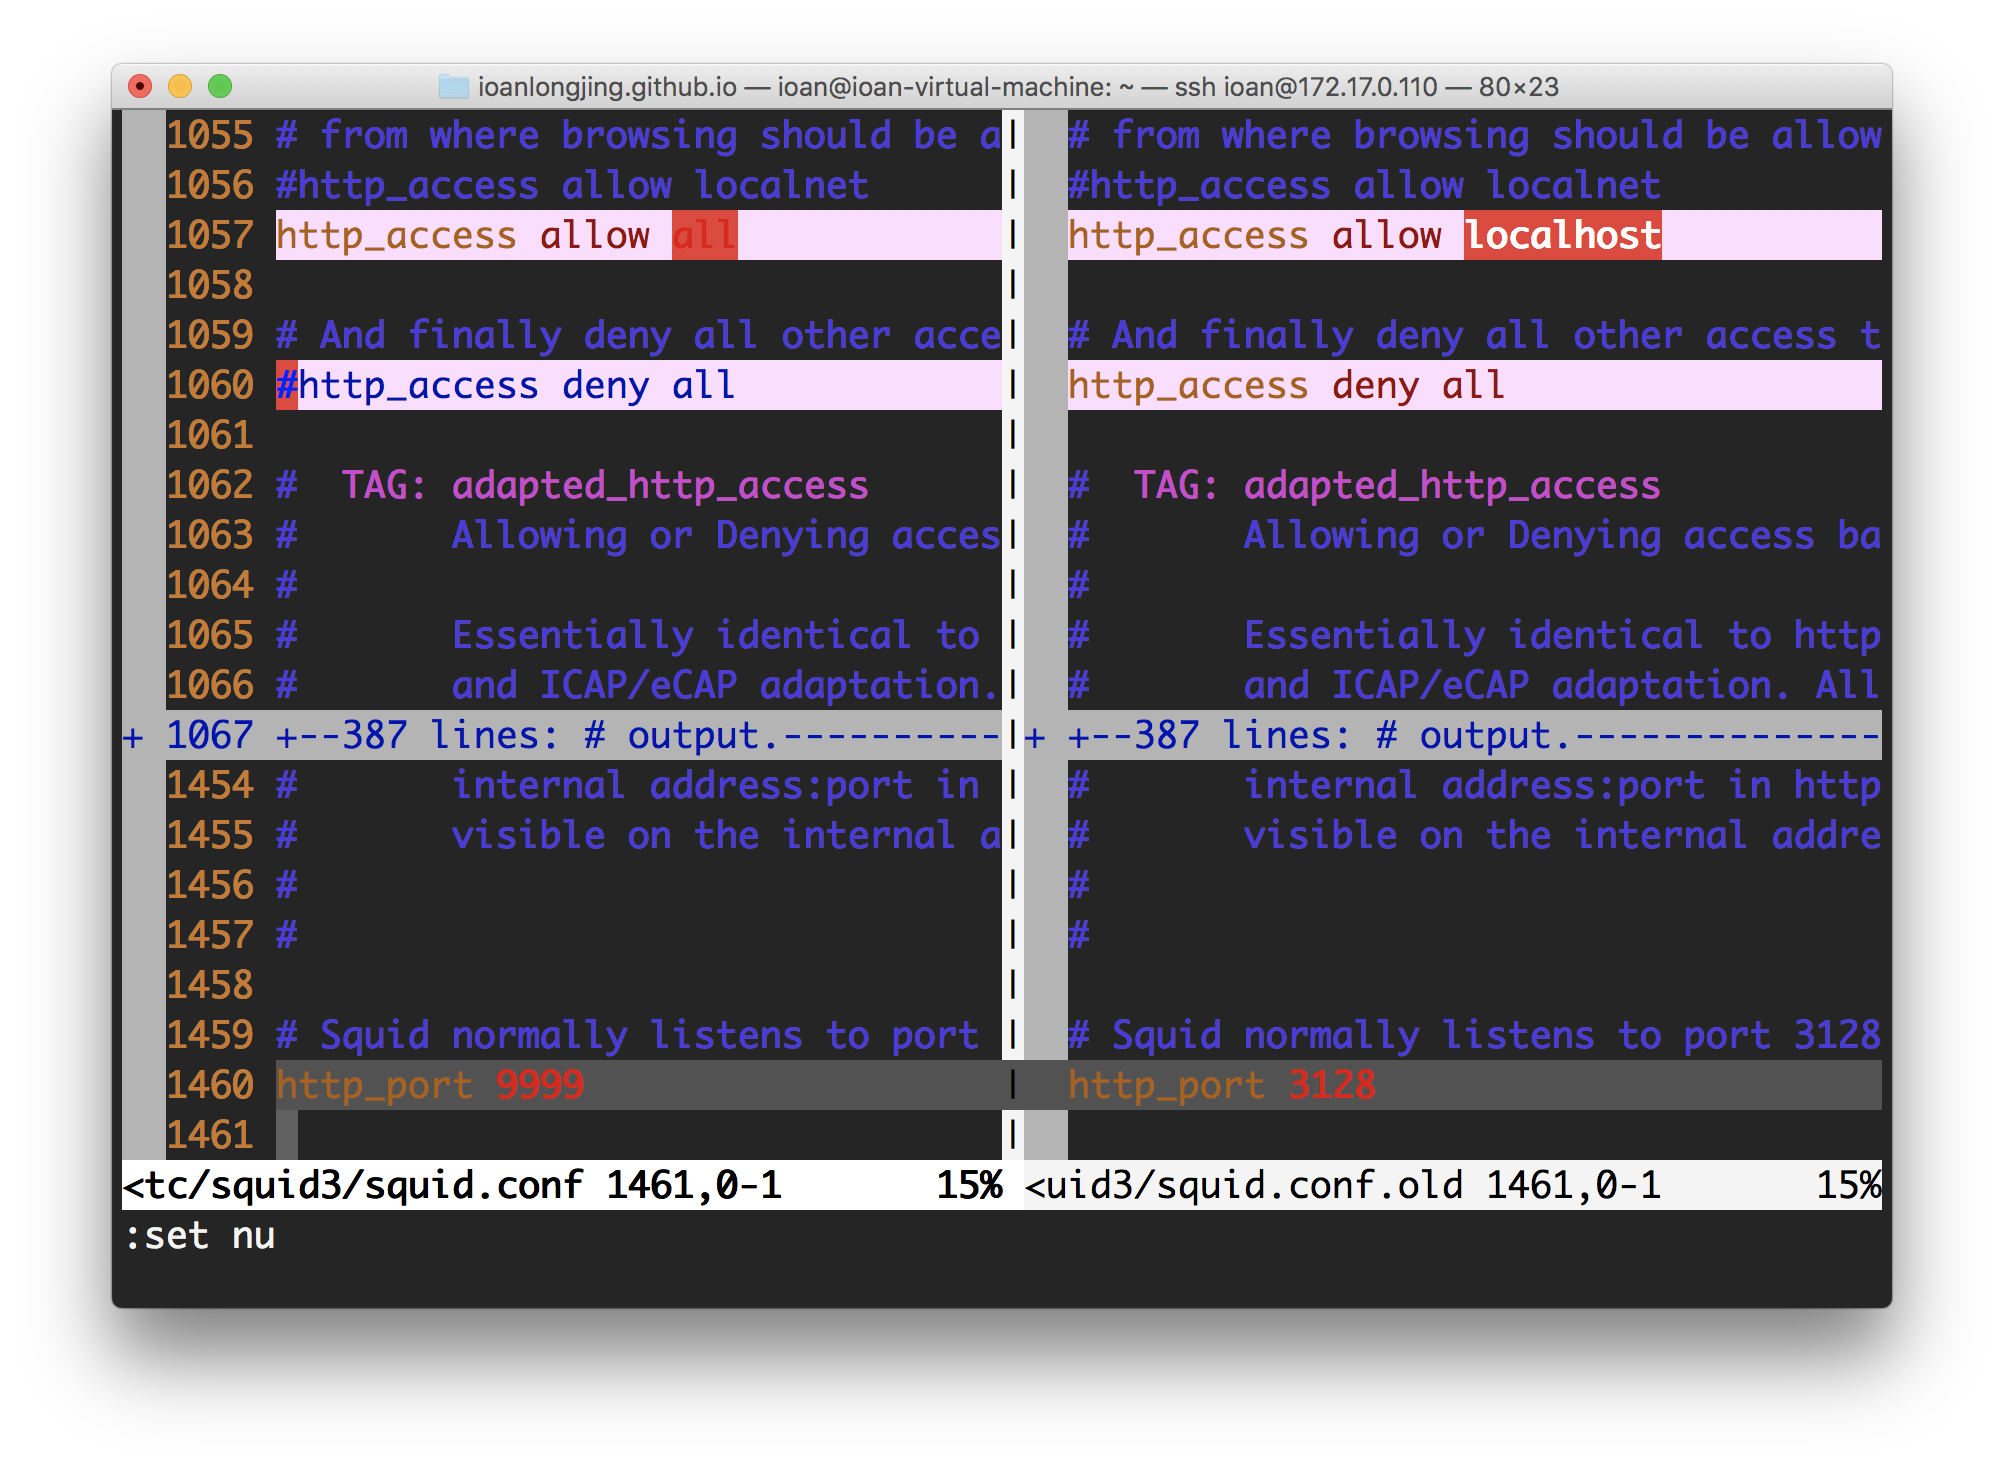 ioanlongjing.github.io — ioan@ioan-virtual-machine: ~ — ssh ioan@172.17.0.110 — 80×23
1055 # from where browsing should be a| # from where browsing should be allow
1056 #http_access allow localnet | #http_access allow localnet
1057 http_access allow all | http_access allow localhost
1058 |
1059 # And finally deny all other acce| # And finally deny all other access t
1060 #http_access deny all | http_access deny all
1061 |
1062 # TAG: adapted_http_access | # TAG: adapted_http_access
1063 # Allowing or Denying acces| # Allowing or Denying access ba
1064 # | #
1065 # Essentially identical to | # Essentially identical to http
1066 # and ICAP/eCAP adaptation.| # and ICAP/eCAP adaptation. All
+ 1067 +--387 lines: # output.----------|+ +--387 lines: # output.--------------
1454 # internal address:port in | # internal address:port in http
1455 # visible on the internal a| # visible on the internal addre
1456 # | #
1457 # | #
1458 |
1459 # Squid normally listens to port | # Squid normally listens to port 3128
1460 http_port 9999 | http_port 3128
1461 |
<tc/squid3/squid.conf 1461,0-1 15% <uid3/squid.conf.old 1461,0-1 15%
:set nu